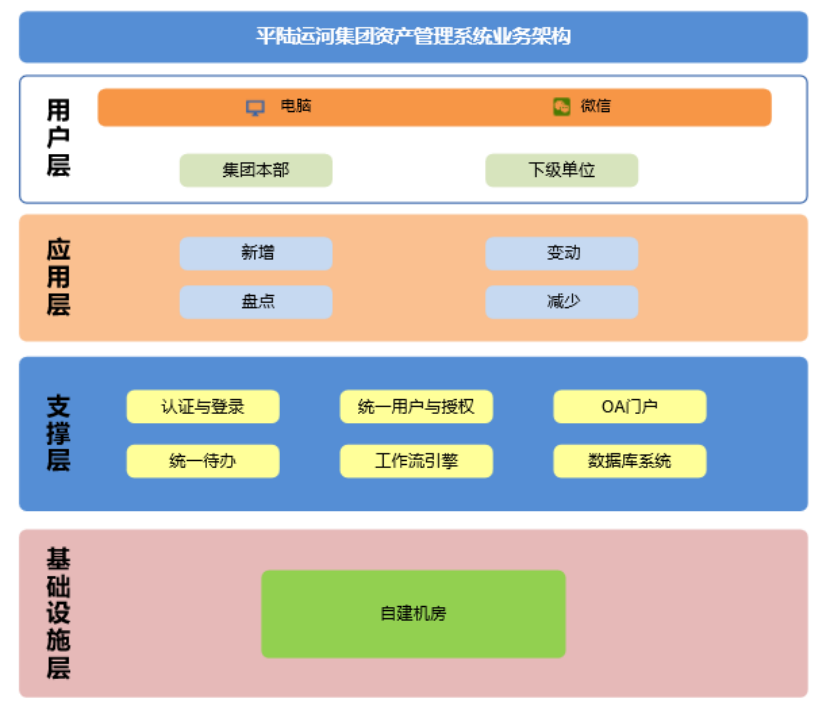 平陆运河集团资产管理系统业务架构
用户层
电脑 微信
集团本部 下级单位
应用层
新增 变动
盘点 减少
支撑层
认证与登录 统一用户与授权 OA门户
统一待办 工作流引擎 数据库系统
基础设施层
自建机房